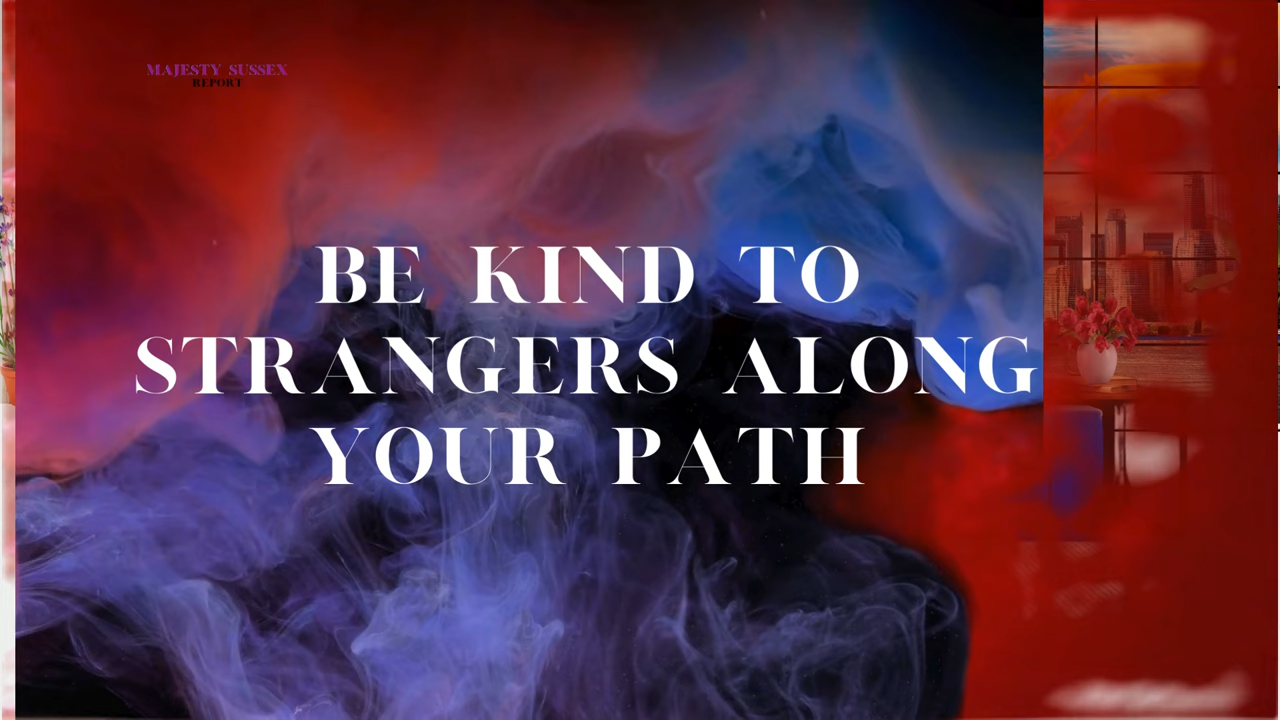 MAJESTY SUSSEX
REPORT
BE KIND TO
STRANGERS ALONG
YOUR PATH